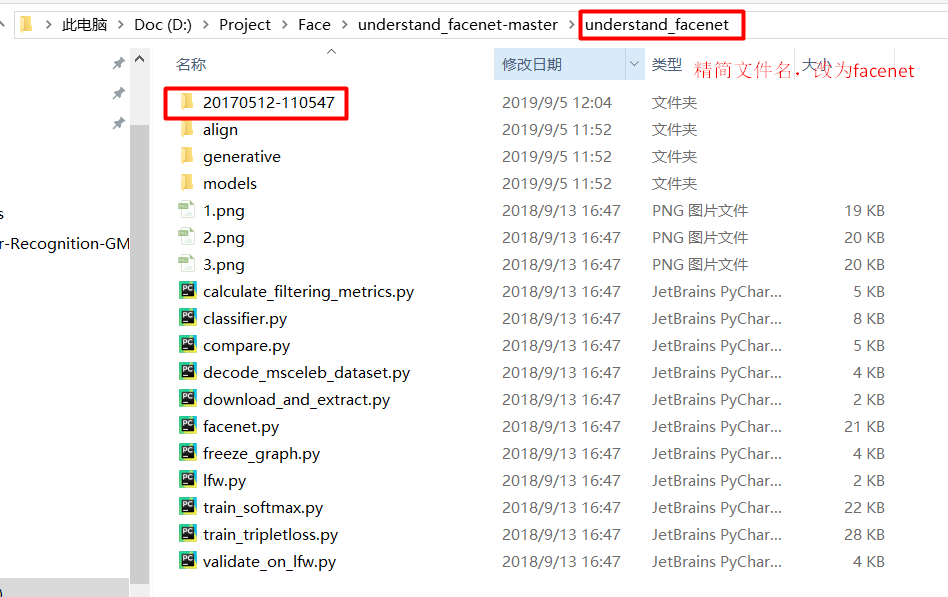 此电脑 > Doc (D:) > Project > Face > understand_facenet-master > understand_facenet
名称 修改日期 类型 大小 精简文件名，改为facenet
20170512-110547 2019/9/5 12:04 文件夹
align 2019/9/5 11:52 文件夹
generative 2019/9/5 11:52 文件夹
models 2019/9/5 11:52 文件夹
1.png 2018/9/13 16:47 PNG 图片文件 19 KB
s
2.png 2018/9/13 16:47 PNG 图片文件 20 KB
r-Recognition-GM
3.png 2018/9/13 16:47 PNG 图片文件 20 KB
calculate_filtering_metrics.py 2018/9/13 16:47 JetBrains PyChar... 5 KB
classifier.py 2018/9/13 16:47 JetBrains PyChar... 8 KB
compare.py 2018/9/13 16:47 JetBrains PyChar... 5 KB
decode_msceleb_dataset.py 2018/9/13 16:47 JetBrains PyChar... 4 KB
download_and_extract.py 2018/9/13 16:47 JetBrains PyChar... 2 KB
facenet.py 2018/9/13 16:47 JetBrains PyChar... 21 KB
freeze_graph.py 2018/9/13 16:47 JetBrains PyChar... 4 KB
lfw.py 2018/9/13 16:47 JetBrains PyChar... 2 KB
train_softmax.py 2018/9/13 16:47 JetBrains PyChar... 22 KB
train_tripletloss.py 2018/9/13 16:47 JetBrains PyChar... 28 KB
validate_on_lfw.py 2018/9/13 16:47 JetBrains PyChar... 4 KB
)